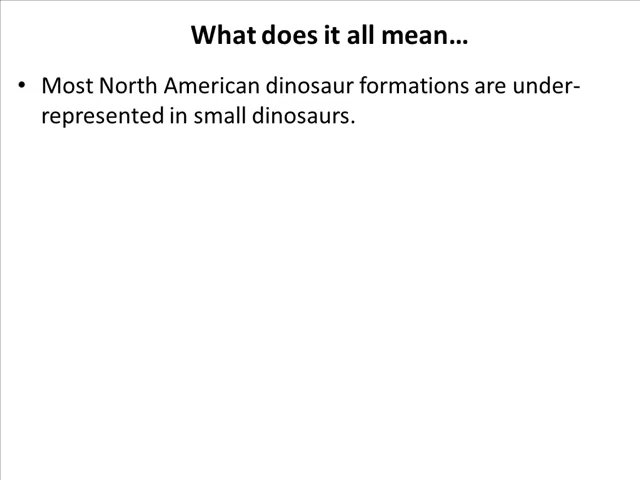 What does it all mean…
• Most North American dinosaur formations are under-
represented in small dinosaurs.